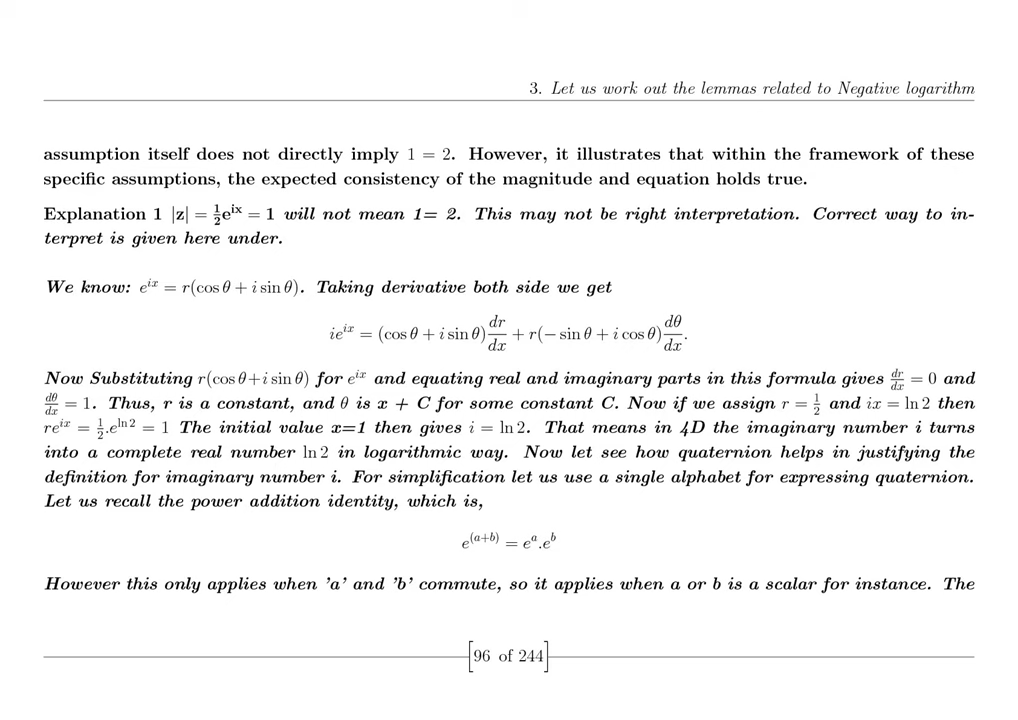 3. Let us work out the lemmas related to Negative logarithm
assumption itself does not directly imply 1 = 2. However, it illustrates that within the framework of these
specific assumptions, the expected consistency of the magnitude and equation holds true.
Explanation 1 |z| = ½e^{ix} = 1 will not mean 1= 2. This may not be right interpretation. Correct way to in-
terpret is given here under.
We know: e^{ix} = r(cos θ + i sin θ). Taking derivative both side we get
ie^{ix} = (cos θ + i sin θ) dr/dx + r(− sin θ + i cos θ) dθ/dx.
Now Substituting r(cos θ+i sin θ) for e^{ix} and equating real and imaginary parts in this formula gives dr/dx = 0 and
dθ/dx = 1. Thus, r is a constant, and θ is x + C for some constant C. Now if we assign r = ½ and ix = ln 2 then
re^{ix} = ½.e^{ln 2} = 1 The initial value x=1 then gives i = ln 2. That means in 4D the imaginary number i turns
into a complete real number ln 2 in logarithmic way. Now let see how quaternion helps in justifying the
definition for imaginary number i. For simplification let us use a single alphabet for expressing quaternion.
Let us recall the power addition identity, which is,
e^{(a+b)} = e^a.e^b
However this only applies when 'a' and 'b' commute, so it applies when a or b is a scalar for instance. The
[96 of 244]